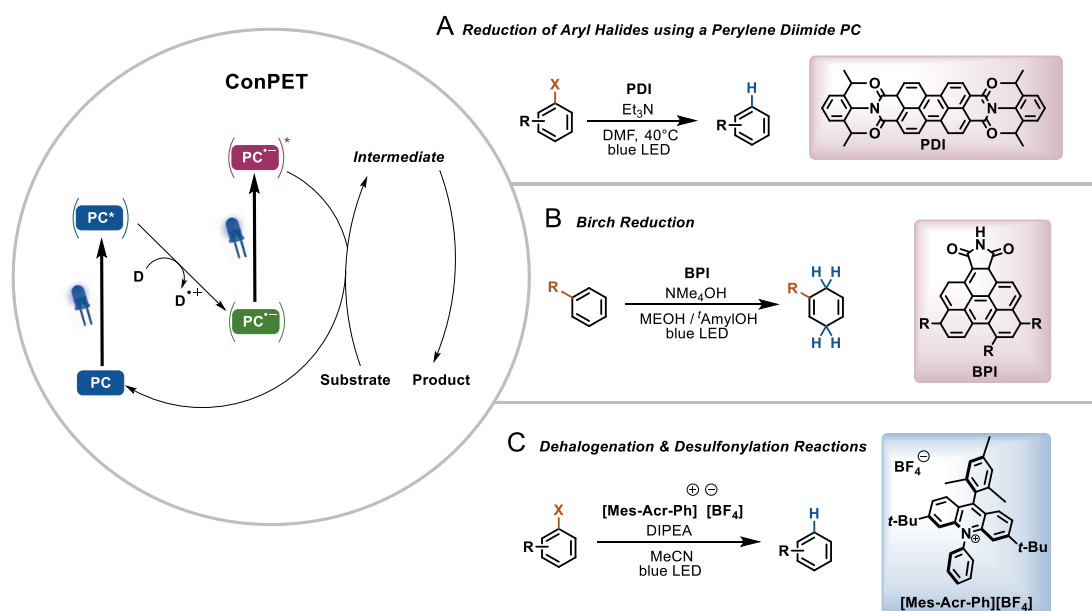 ConPET
(PC•–)*
Intermediate
(PC*)
D
D•+
(PC•–)
PC
Substrate
Product
A Reduction of Aryl Halides using a Perylene Diimide PC
X
R
PDI
Et₃N
DMF, 40°C
blue LED
H
R
O
O
N
N
O
O
PDI
B Birch Reduction
R
BPI
NMe₄OH
MEOH / ᵗAmylOH
blue LED
H H
R
H H
H
N
O
O
R
R
R
BPI
C Dehalogenation & Desulfonylation Reactions
X
R
⊕ ⊖
[Mes-Acr-Ph] [BF₄]
DIPEA
MeCN
blue LED
H
R
BF₄⊖
t-Bu
N⊕
t-Bu
[Mes-Acr-Ph][BF₄]